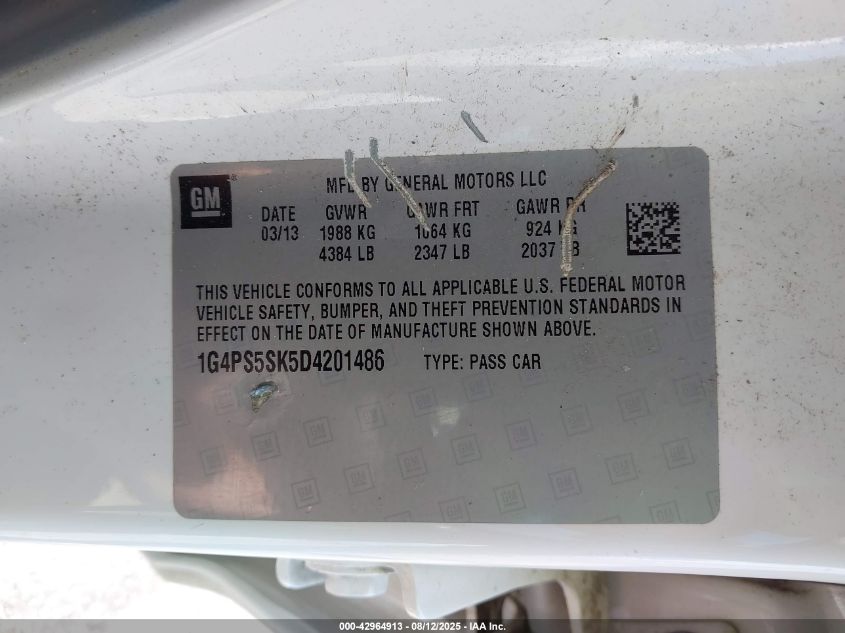 GM
MFD BY GENERAL MOTORS LLC
DATE GVWR GAWR FRT GAWR RR
03/13 1988 KG 1064 KG 924 KG
4384 LB 2347 LB 2037 LB
THIS VEHICLE CONFORMS TO ALL APPLICABLE U.S. FEDERAL MOTOR
VEHICLE SAFETY, BUMPER, AND THEFT PREVENTION STANDARDS IN
EFFECT ON THE DATE OF MANUFACTURE SHOWN ABOVE.
1G4PS5SK5D4201486 TYPE: PASS CAR
000-42964913 - 08/12/2025 - IAA Inc.